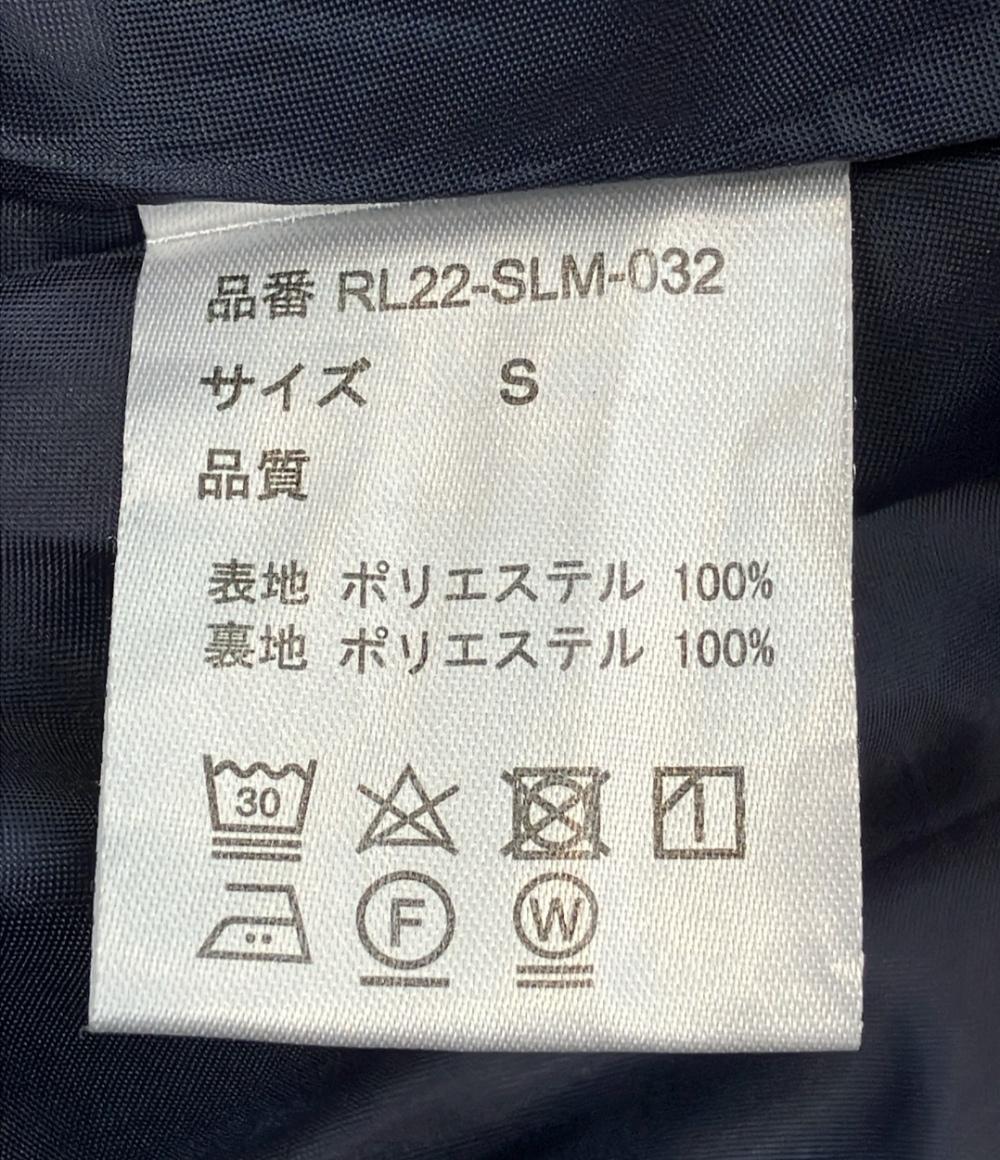 品番 RL22-SLM-032
サイズ S
品質
表地 ポリエステル 100%
裏地 ポリエステル 100%
30
F W